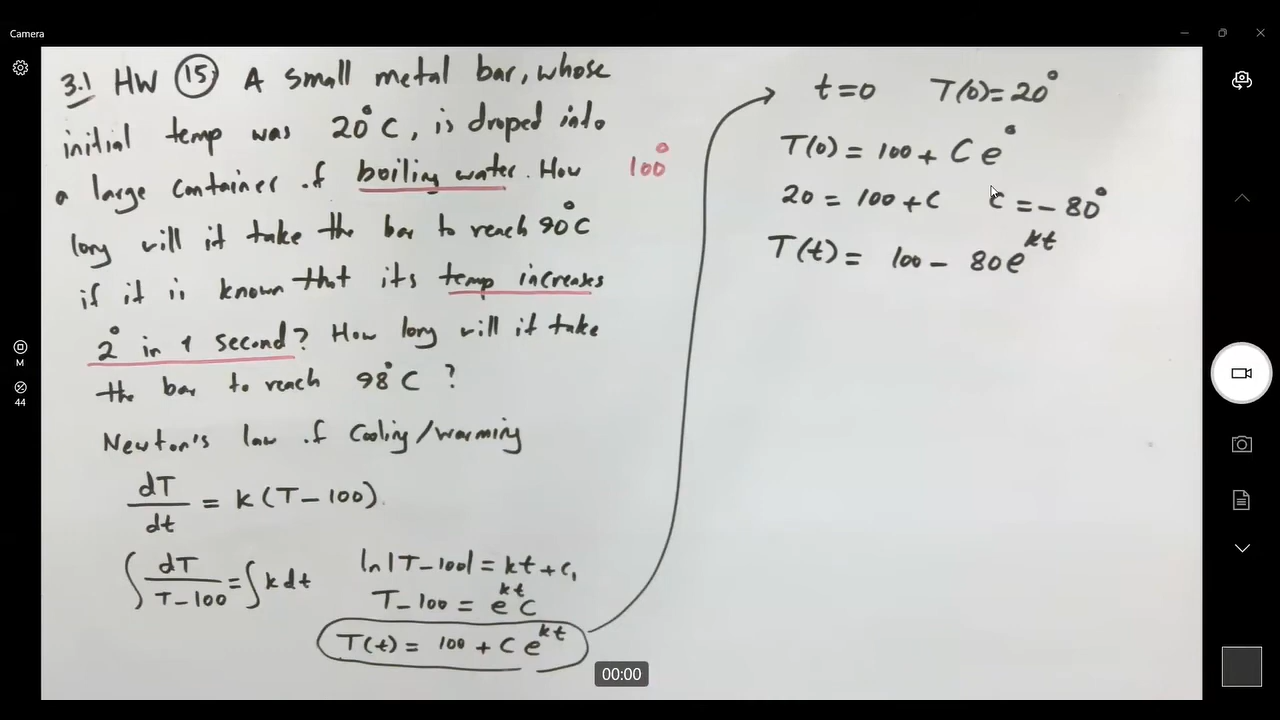 Camera
3.1 HW 15) A small metal bar, whose
initial temp was 20°C, is droped into
a large container of boiling water. How 100°
long will it take the bar to reach 90°C
if it is known that its temp increases
2° in 1 second? How long will it take
the bar to reach 98°C ?
Newton's law of cooling/warming
dT/dt = k(T-100).
∫ dT/T-100 = ∫ k dt
ln|T-100| = kt + C₁
T-100 = e^kt C
T(t) = 100 + C e^kt
t=0 T(0)=20°
T(0) = 100 + C e°
20 = 100 + C C = -80°
T(t) = 100 - 80e^kt
M
44
00:00